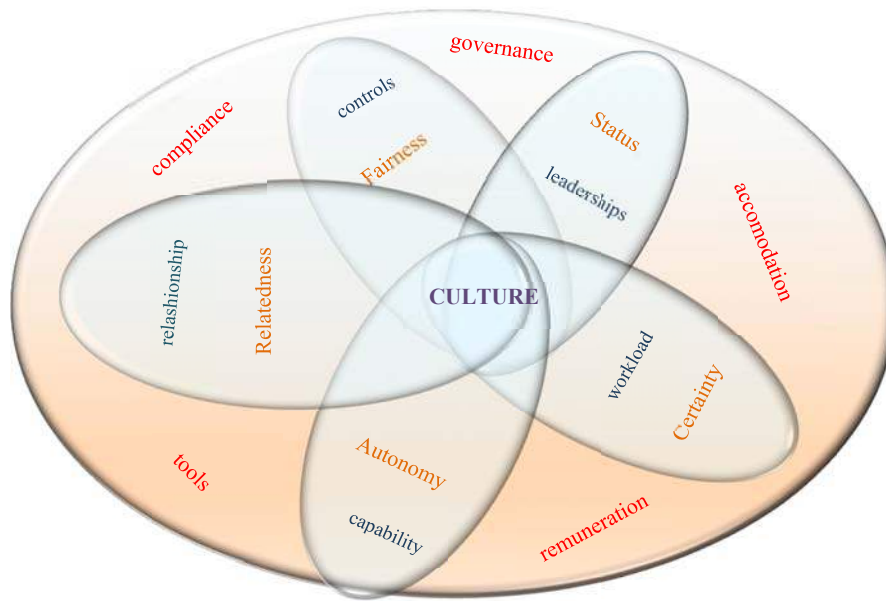 governance
controls
compliance
Fairness
Status
leaderships
accomodation
relashionship
Relatedness
CULTURE
workload
Certainty
tools
Autonomy
capability
remuneration